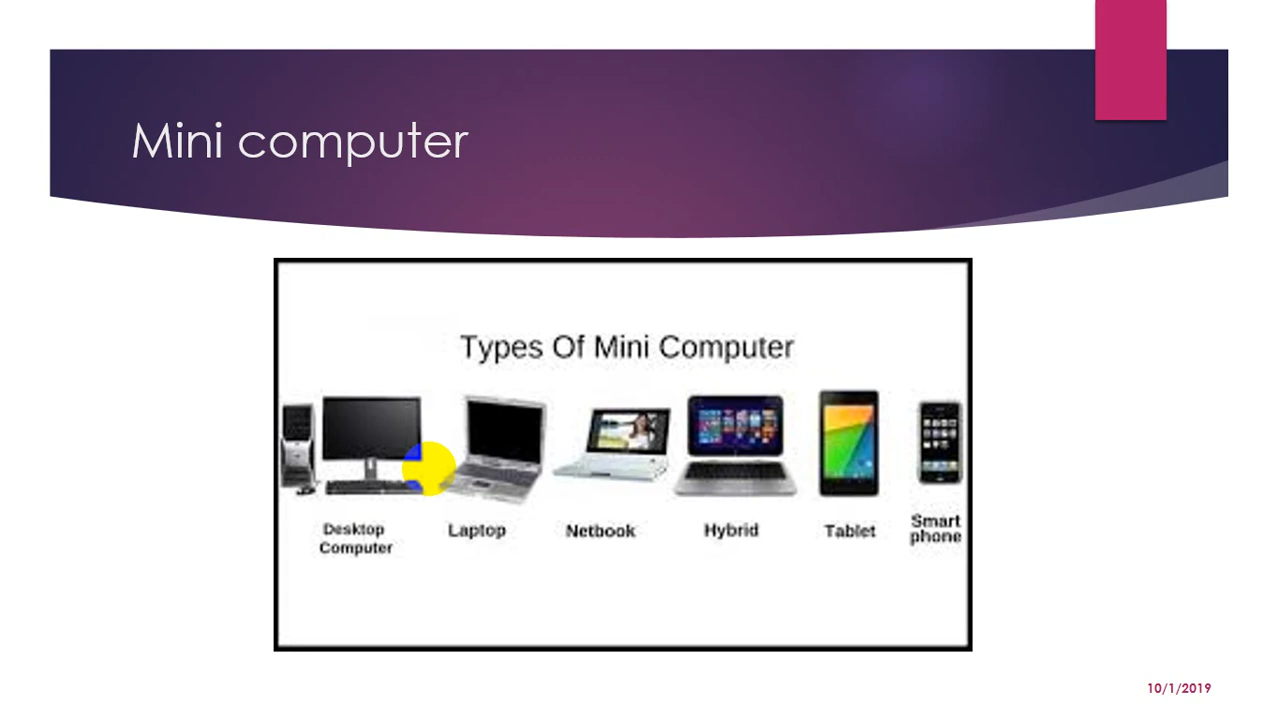 Mini computer
Types Of Mini Computer
Desktop
Computer
Laptop
Netbook
Hybrid
Tablet
Smart
phone
10/1/2019